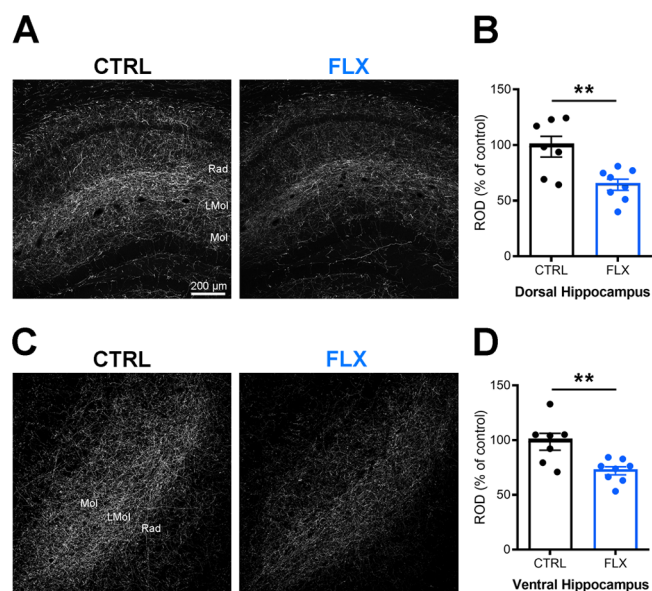 A
CTRL
FLX
Rad
LMol
Mol
200 µm
B
**
ROD (% of control)
150
100
50
0
CTRL
FLX
Dorsal Hippocampus
C
CTRL
FLX
Mol
LMol
Rad
D
**
ROD (% of control)
150
100
50
0
CTRL
FLX
Ventral Hippocampus